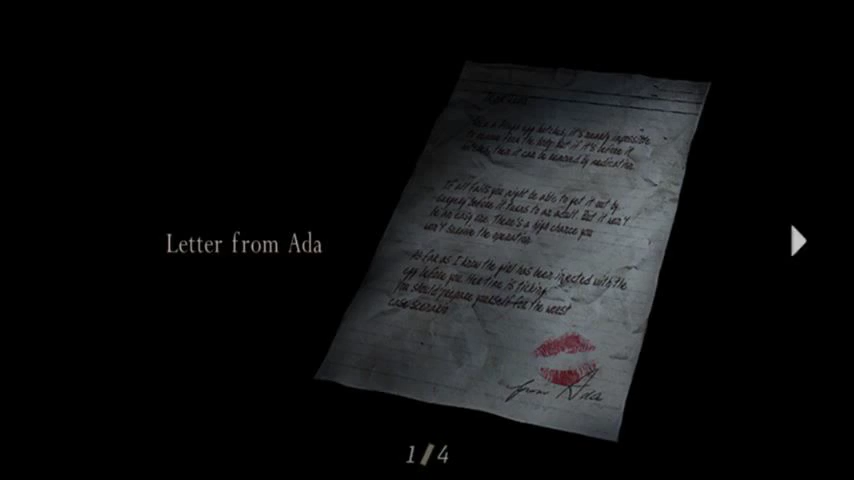 Letter from Ada
Dear Leon
Once a Plaga egg hatches, it's nearly impossible
to remove from the body. But if it's before it
hatches, then it can be removed by medication.
If all fails you might be able to get it out by
surgery before it turns to an adult. But it won't
be an easy one. There's a high chance you
won't survive the operation.
As far as I know the girl has been injected with the
egg before you. Her time is ticking.
You should prepare yourself for the worst
case scenario.
from Ada
1/4